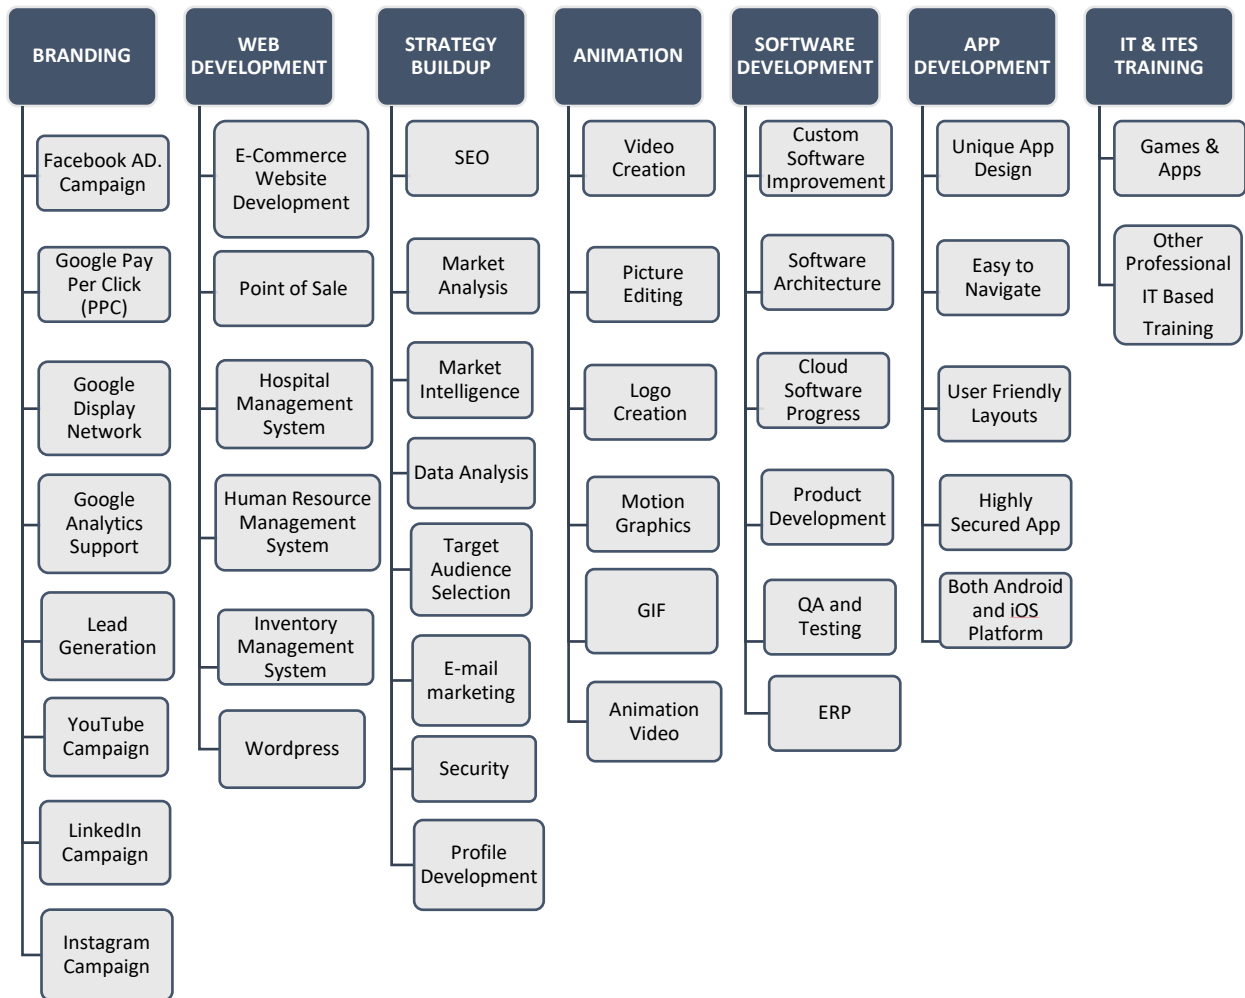 BRANDING
Facebook AD.
Campaign
Google Pay
Per Click
(PPC)
Google
Display
Network
Google
Analytics
Support
Lead
Generation
YouTube
Campaign
LinkedIn
Campaign
Instagram
Campaign
WEB
DEVELOPMENT
E-Commerce
Website
Development
Point of Sale
Hospital
Management
System
Human Resource
Management
System
Inventory
Management
System
Wordpress
STRATEGY
BUILDUP
SEO
Market
Analysis
Market
Intelligence
Data Analysis
Target
Audience
Selection
E-mail
marketing
Security
Profile
Development
ANIMATION
Video
Creation
Picture
Editing
Logo
Creation
Motion
Graphics
GIF
Animation
Video
SOFTWARE
DEVELOPMENT
Custom
Software
Improvement
Software
Architecture
Cloud
Software
Progress
Product
Development
QA and
Testing
ERP
APP
DEVELOPMENT
Unique App
Design
Easy to
Navigate
User Friendly
Layouts
Highly
Secured App
Both Android
and iOS
Platform
IT & ITES
TRAINING
Games &
Apps
Other
Professional
IT Based
Training